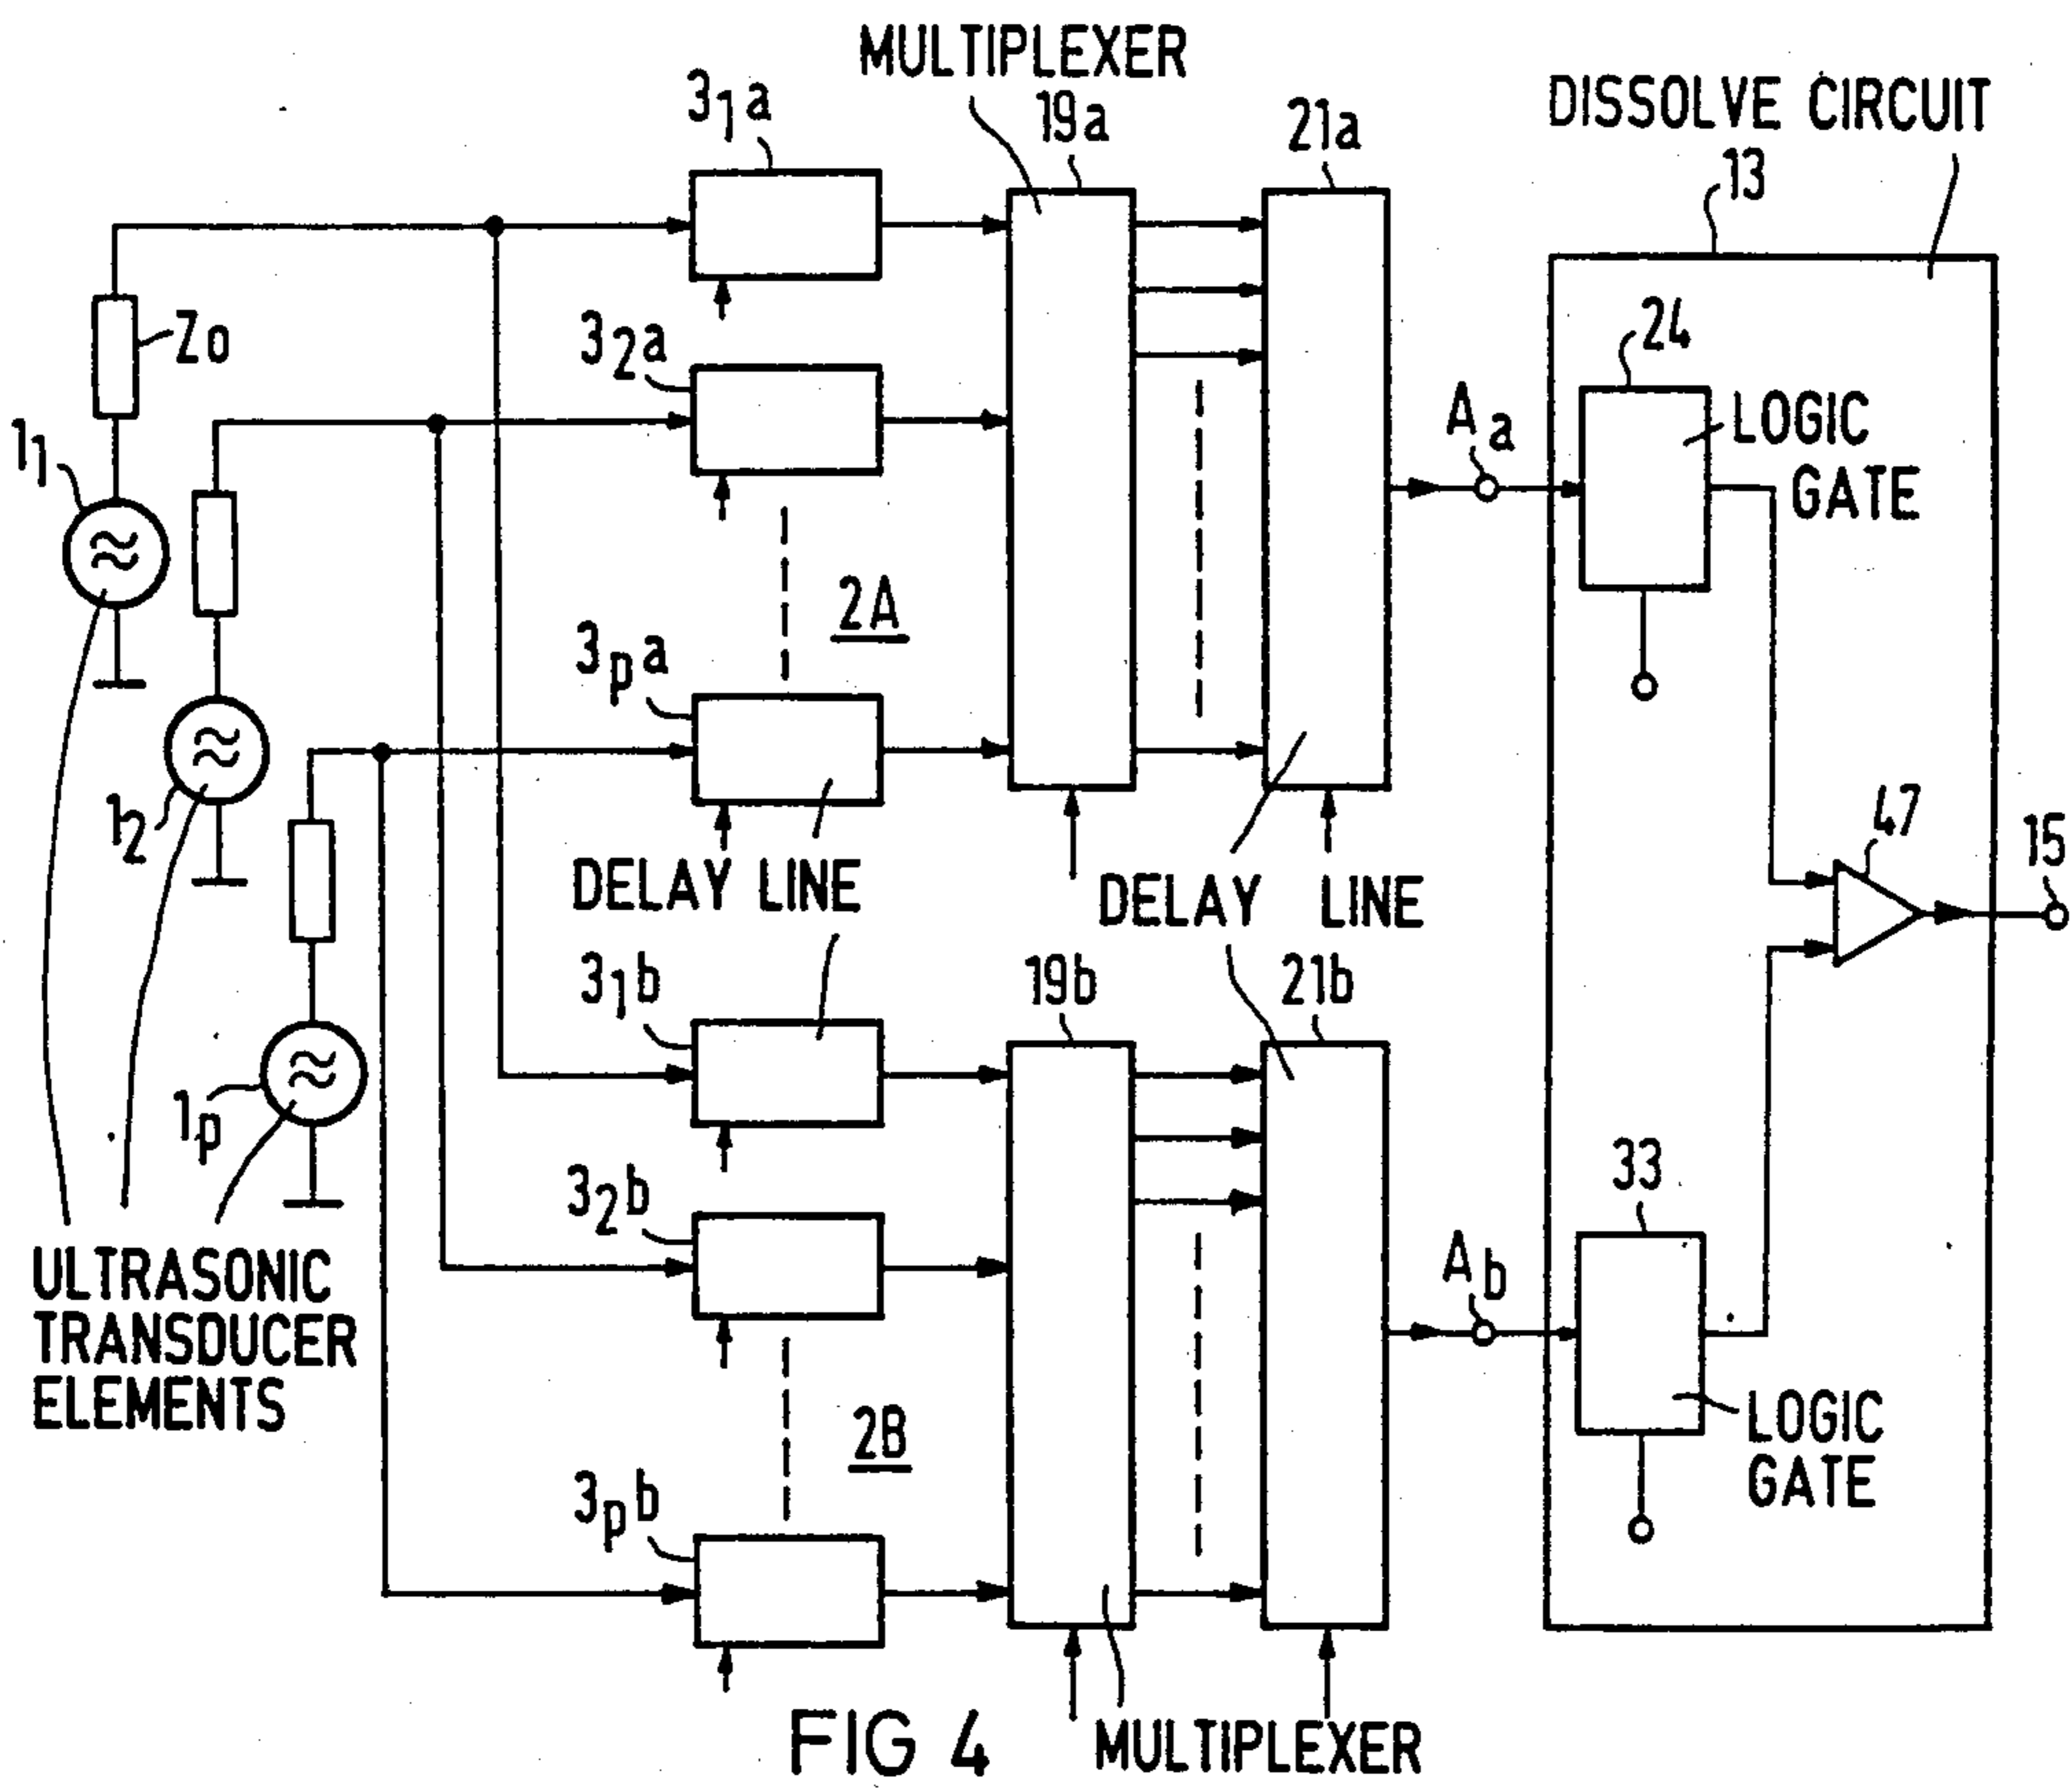 MULTIPLEXER
DISSOLVE CIRCUIT
3₁a
19a
21a
13
Z₀
3₂a
24
LOGIC
GATE
1₁
Aₐ
2A
3ₚa
1₂
47
15
DELAY LINE
DELAY LINE
3₁b
19b
21b
1ₚ
33
3₂b
A_b
ULTRASONIC
TRANSDUCER
ELEMENTS
LOGIC
GATE
2B
3ₚb
FIG 4
MULTIPLEXER